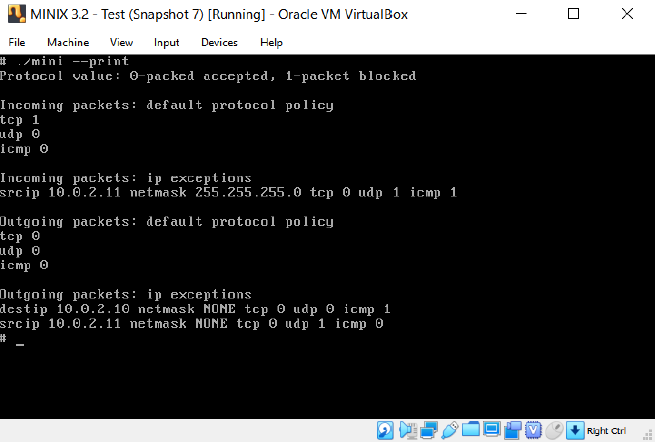 MINIX 3.2 - Test (Snapshot 7) [Running] - Oracle VM VirtualBox
File Machine View Input Devices Help
# ./mini --print
Protocol value: 0-packed accepted, 1-packet blocked
Incoming packets: default protocol policy
tcp 1
udp 0
icmp 0
Incoming packets: ip exceptions
srcip 10.0.2.11 netmask 255.255.255.0 tcp 0 udp 1 icmp 1
Outgoing packets: default protocol policy
tcp 0
udp 0
icmp 0
Outgoing packets: ip exceptions
destip 10.0.2.10 netmask NONE tcp 0 udp 0 icmp 1
srcip 10.0.2.11 netmask NONE tcp 0 udp 1 icmp 0
# _
Right Ctrl